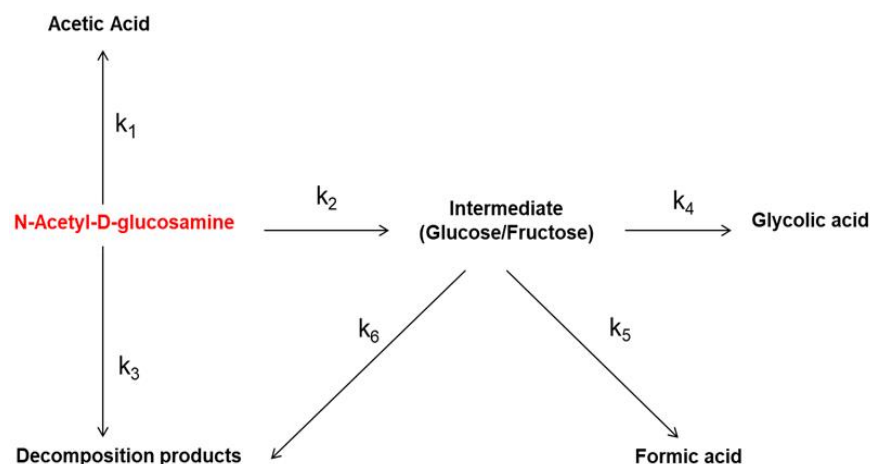 Acetic Acid
k1
N-Acetyl-D-glucosamine
k2
Intermediate
(Glucose/Fructose)
k4
Glycolic acid
k3
k6
k5
Decomposition products
Formic acid